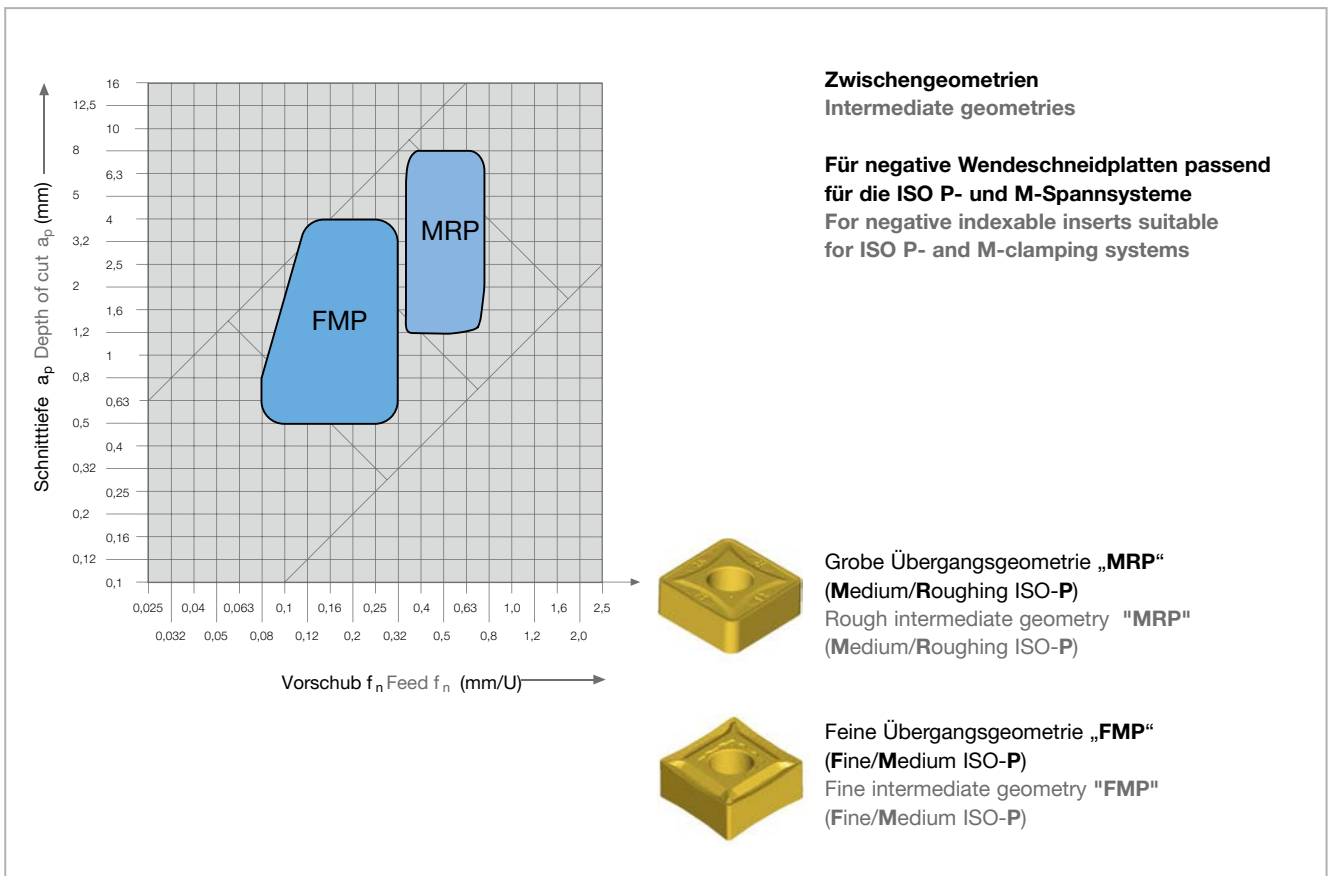 Schnitttiefe aₚ Depth of cut aₚ (mm)
16
12,5
10
8
6,3
5
4
3,2
2,5
2
1,6
1,2
1
0,8
0,63
0,5
0,4
0,32
0,25
0,2
0,16
0,12
0,1
MRP
FMP
0,025 0,04 0,063 0,1 0,16 0,25 0,4 0,63 1,0 1,6 2,5
0,032 0,05 0,08 0,12 0,2 0,32 0,5 0,8 1,2 2,0
Vorschub fₙ Feed fₙ (mm/U)
Zwischengeometrien
Intermediate geometries
Für negative Wendeschneidplatten passend
für die ISO P- und M-Spannsysteme
For negative indexable inserts suitable
for ISO P- and M-clamping systems
Grobe Übergangsgeometrie „MRP“
(Medium/Roughing ISO-P)
Rough intermediate geometry "MRP"
(Medium/Roughing ISO-P)
Feine Übergangsgeometrie „FMP“
(Fine/Medium ISO-P)
Fine intermediate geometry "FMP"
(Fine/Medium ISO-P)